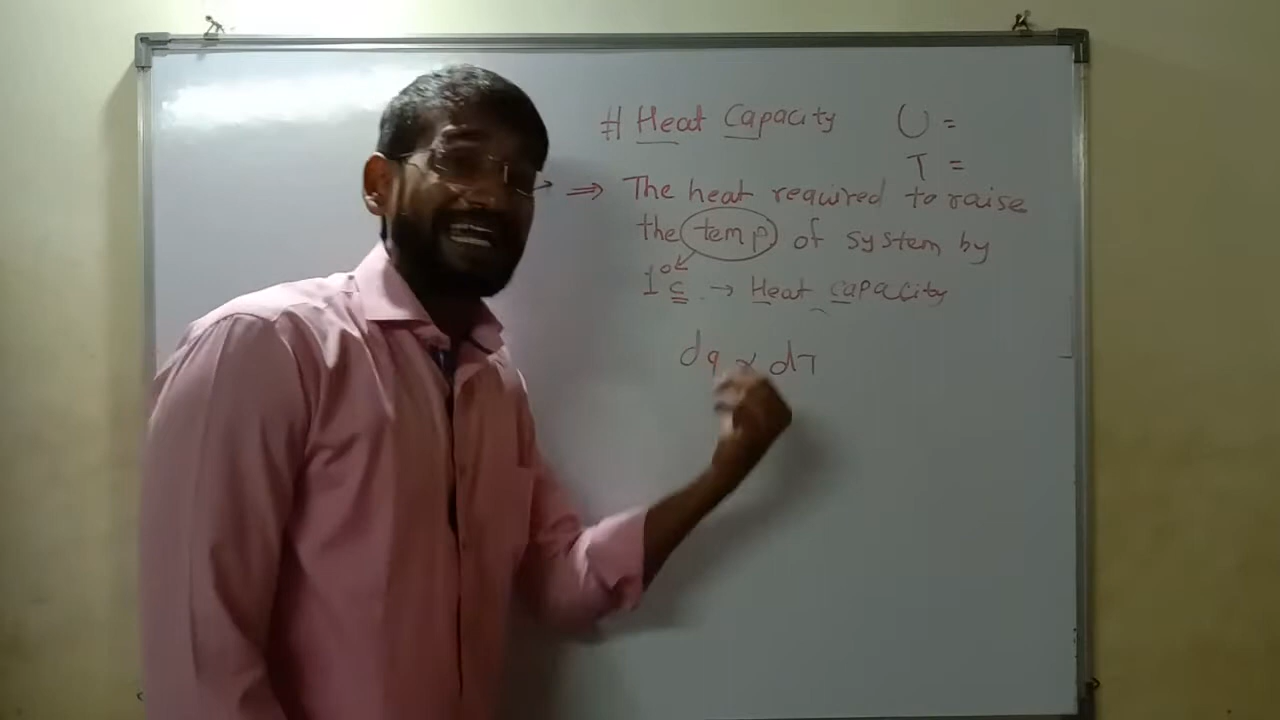 # Heat Capacity U =
T =
⇒ The heat required to raise
the temp of system by
1°c → Heat capacity
dq ∝ dT